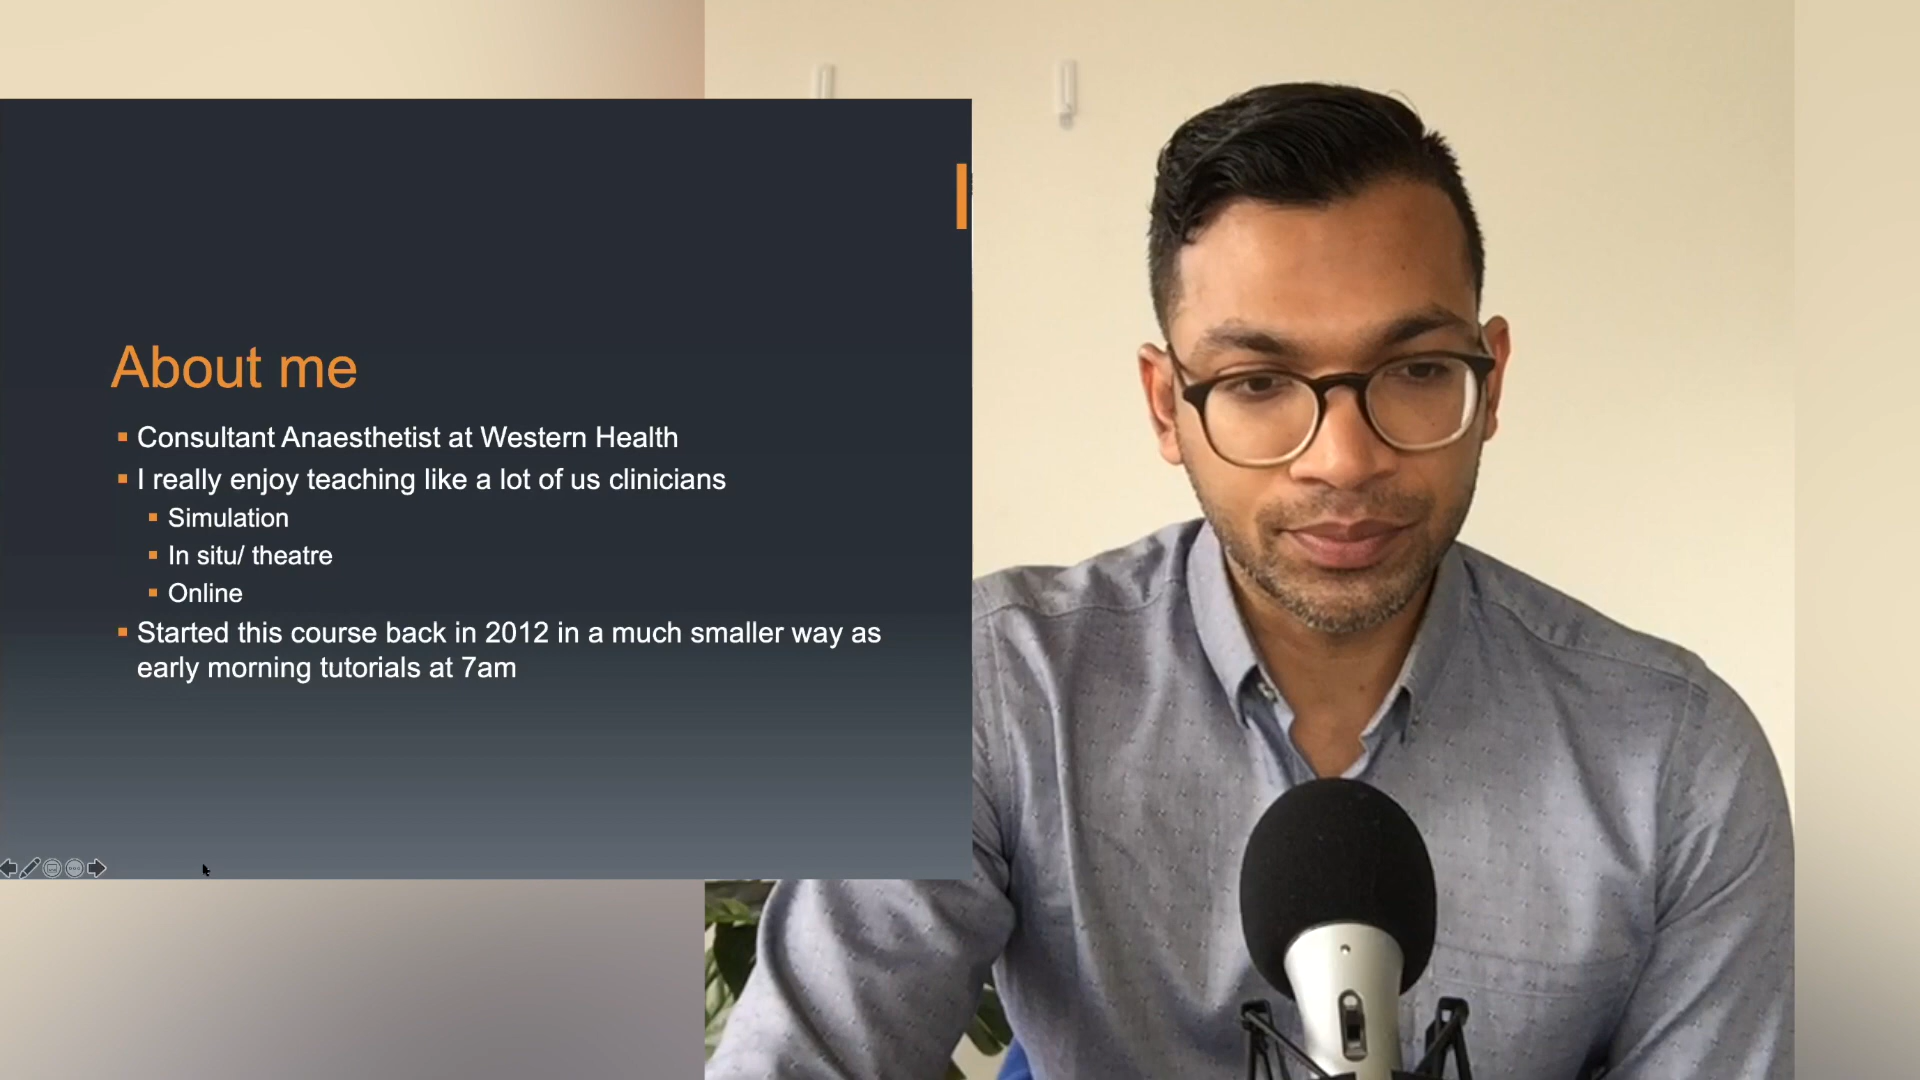 About me
Consultant Anaesthetist at Western Health
I really enjoy teaching like a lot of us clinicians
Simulation
In situ/ theatre
Online
Started this course back in 2012 in a much smaller way as
early morning tutorials at 7am